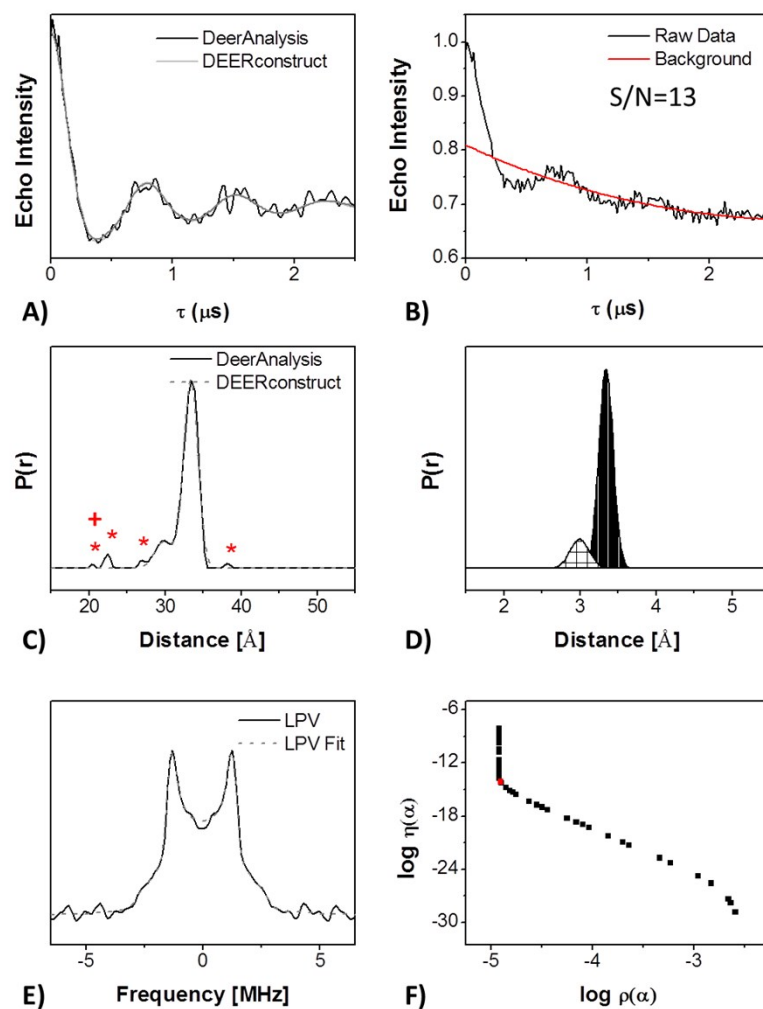 DeerAnalysis
DEERconstruct
Echo Intensity
0 1 2
τ (μs)
A)
Raw Data
Background
S/N=13
1.0
0.9
0.8
0.7
0.6
Echo Intensity
0 1 2
τ (μs)
B)
DeerAnalysis
DEERconstruct
P(r)
+
* * * *
20 30 40 50
Distance [Å]
C)
P(r)
2 3 4 5
Distance [Å]
D)
LPV
LPV Fit
-5 0 5
Frequency [MHz]
E)
-6
-12
-18
-24
-30
log η(α)
-5 -4 -3
log ρ(α)
F)